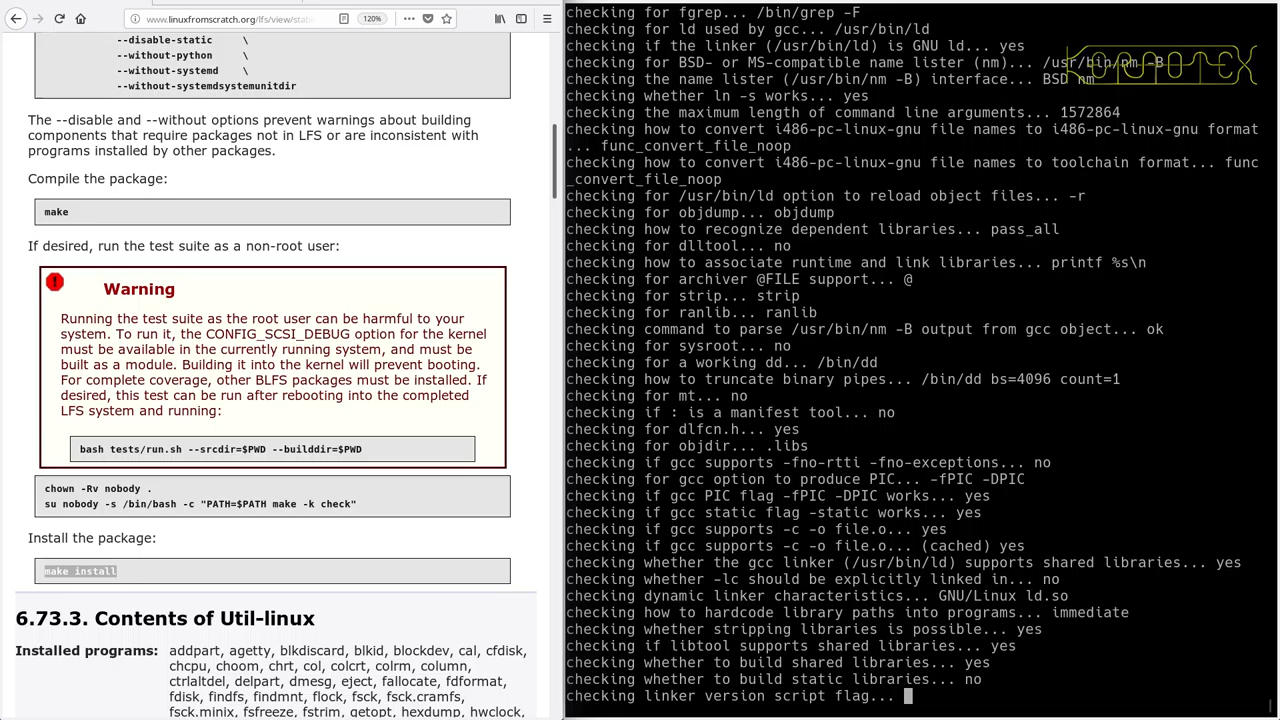 www.linuxfromscratch.org/lfs/view/stab
120%
--disable-static \
--without-python \
--without-systemd \
--without-systemdsystemunitdir
The --disable and --without options prevent warnings about building
components that require packages not in LFS or are inconsistent with
programs installed by other packages.
Compile the package:
make
If desired, run the test suite as a non-root user:
Warning
Running the test suite as the root user can be harmful to your
system. To run it, the CONFIG_SCSI_DEBUG option for the kernel
must be available in the currently running system, and must be
built as a module. Building it into the kernel will prevent booting.
For complete coverage, other BLFS packages must be installed. If
desired, this test can be run after rebooting into the completed
LFS system and running:
bash tests/run.sh --srcdir=$PWD --builddir=$PWD
chown -Rv nobody .
su nobody -s /bin/bash -c "PATH=$PATH make -k check"
Install the package:
make install
6.73.3. Contents of Util-linux
Installed programs:
addpart, agetty, blkdiscard, blkid, blockdev, cal, cfdisk,
chcpu, choom, chrt, col, colcrt, colrm, column,
ctrlaltdel, delpart, dmesg, eject, fallocate, fdformat,
fdisk, findfs, findmnt, flock, fsck, fsck.cramfs,
fsck.minix, fsfreeze, fstrim, getopt, hexdump, hwclock,
checking for fgrep... /bin/grep -F
checking for ld used by gcc... /usr/bin/ld
checking if the linker (/usr/bin/ld) is GNU ld... yes
checking for BSD- or MS-compatible name lister (nm)... /usr/bin/nm -B
checking the name lister (/usr/bin/nm -B) interface... BSD nm
checking whether ln -s works... yes
checking the maximum length of command line arguments... 1572864
checking how to convert i486-pc-linux-gnu file names to i486-pc-linux-gnu format
... func_convert_file_noop
checking how to convert i486-pc-linux-gnu file names to toolchain format... func
_convert_file_noop
checking for /usr/bin/ld option to reload object files... -r
checking for objdump... objdump
checking how to recognize dependent libraries... pass_all
checking for dlltool... no
checking how to associate runtime and link libraries... printf %s\n
checking for archiver @FILE support... @
checking for strip... strip
checking for ranlib... ranlib
checking command to parse /usr/bin/nm -B output from gcc object... ok
checking for sysroot... no
checking for a working dd... /bin/dd
checking how to truncate binary pipes... /bin/dd bs=4096 count=1
checking for mt... no
checking if : is a manifest tool... no
checking for dlfcn.h... yes
checking for objdir... .libs
checking if gcc supports -fno-rtti -fno-exceptions... no
checking for gcc option to produce PIC... -fPIC -DPIC
checking if gcc PIC flag -fPIC -DPIC works... yes
checking if gcc static flag -static works... yes
checking if gcc supports -c -o file.o... yes
checking if gcc supports -c -o file.o... (cached) yes
checking whether the gcc linker (/usr/bin/ld) supports shared libraries... yes
checking whether -lc should be explicitly linked in... no
checking dynamic linker characteristics... GNU/Linux ld.so
checking how to hardcode library paths into programs... immediate
checking whether stripping libraries is possible... yes
checking if libtool supports shared libraries... yes
checking whether to build shared libraries... yes
checking whether to build static libraries... no
checking linker version script flag...